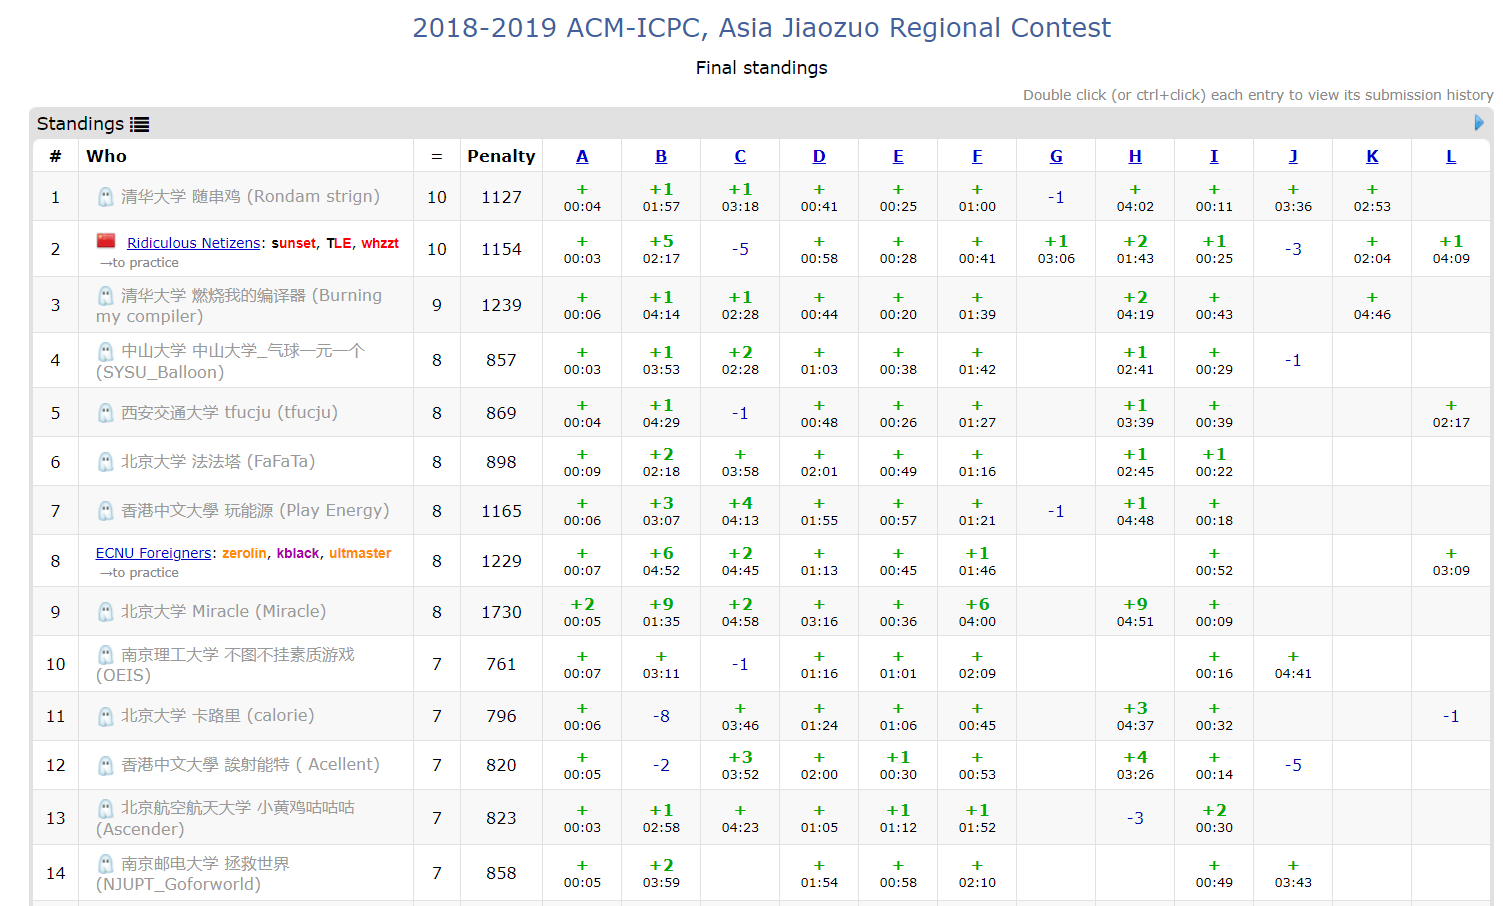 2018-2019 ACM-ICPC, Asia Jiaozuo Regional Contest
Final standings
Double click (or ctrl+click) each entry to view its submission history
Standings
# Who = Penalty A B C D E F G H I J K L
1 清华大学 随串鸡 (Rondam strign) 10 1127 + +1 +1 + + + -1 + + + +
00:04 01:57 03:18 00:41 00:25 01:00 04:02 00:11 03:36 02:53
2 Ridiculous Netizens: sunset, TLE, whzzt 10 1154 + +5 -5 + + + +1 +2 +1 -3 + +1
→to practice 00:03 02:17 00:58 00:28 00:41 03:06 01:43 00:25 02:04 04:09
3 清华大学 燃烧我的编译器 (Burning 9 1239 + +1 +1 + + + +2 + +
my compiler) 00:06 04:14 02:28 00:44 00:20 01:39 04:19 00:43 04:46
4 中山大学 中山大学_气球一元一个 8 857 + +1 +2 + + + +1 + -1
(SYSU_Balloon) 00:03 03:53 02:28 01:03 00:38 01:42 02:41 00:29
5 西安交通大学 tfucju (tfucju) 8 869 + +1 -1 + + + +1 + +
00:04 04:29 00:48 00:26 01:27 03:39 00:39 02:17
6 北京大学 法法塔 (FaFaTa) 8 898 + +2 + + + + +1 +1
00:09 02:18 03:58 02:01 00:49 01:16 02:45 00:22
7 香港中文大學 玩能源 (Play Energy) 8 1165 + +3 +4 + + + -1 +1 +
00:06 03:07 04:13 01:55 00:57 01:21 04:48 00:18
8 ECNU Foreigners: zerolin, kblack, ultmaster 8 1229 + +6 +2 + + +1 + +
→to practice 00:07 04:52 04:45 01:13 00:45 01:46 00:52 03:09
9 北京大学 Miracle (Miracle) 8 1730 +2 +9 +2 + + +6 +9 +
00:05 01:35 04:58 03:16 00:36 04:00 04:51 00:09
10 南京理工大学 不图不挂素质游戏 7 761 + + -1 + + + + +
(OEIS) 00:07 03:11 01:16 01:01 02:09 00:16 04:41
11 北京大学 卡路里 (calorie) 7 796 + -8 + + + + +3 + -1
00:06 03:46 01:24 01:06 00:45 04:37 00:32
12 香港中文大學 誒射能特 ( Acellent) 7 820 + -2 +3 + +1 + +4 + -5
00:05 03:52 02:00 00:30 00:53 03:26 00:14
13 北京航空航天大学 小黄鸡咕咕咕 7 823 + +1 + + +1 +1 -3 +2
(Ascender) 00:03 02:58 04:23 01:05 01:12 01:52 00:30
14 南京邮电大学 拯救世界 7 858 + +2 + + + + +
(NJUPT_Goforworld) 00:05 03:59 01:54 00:58 02:10 00:49 03:43